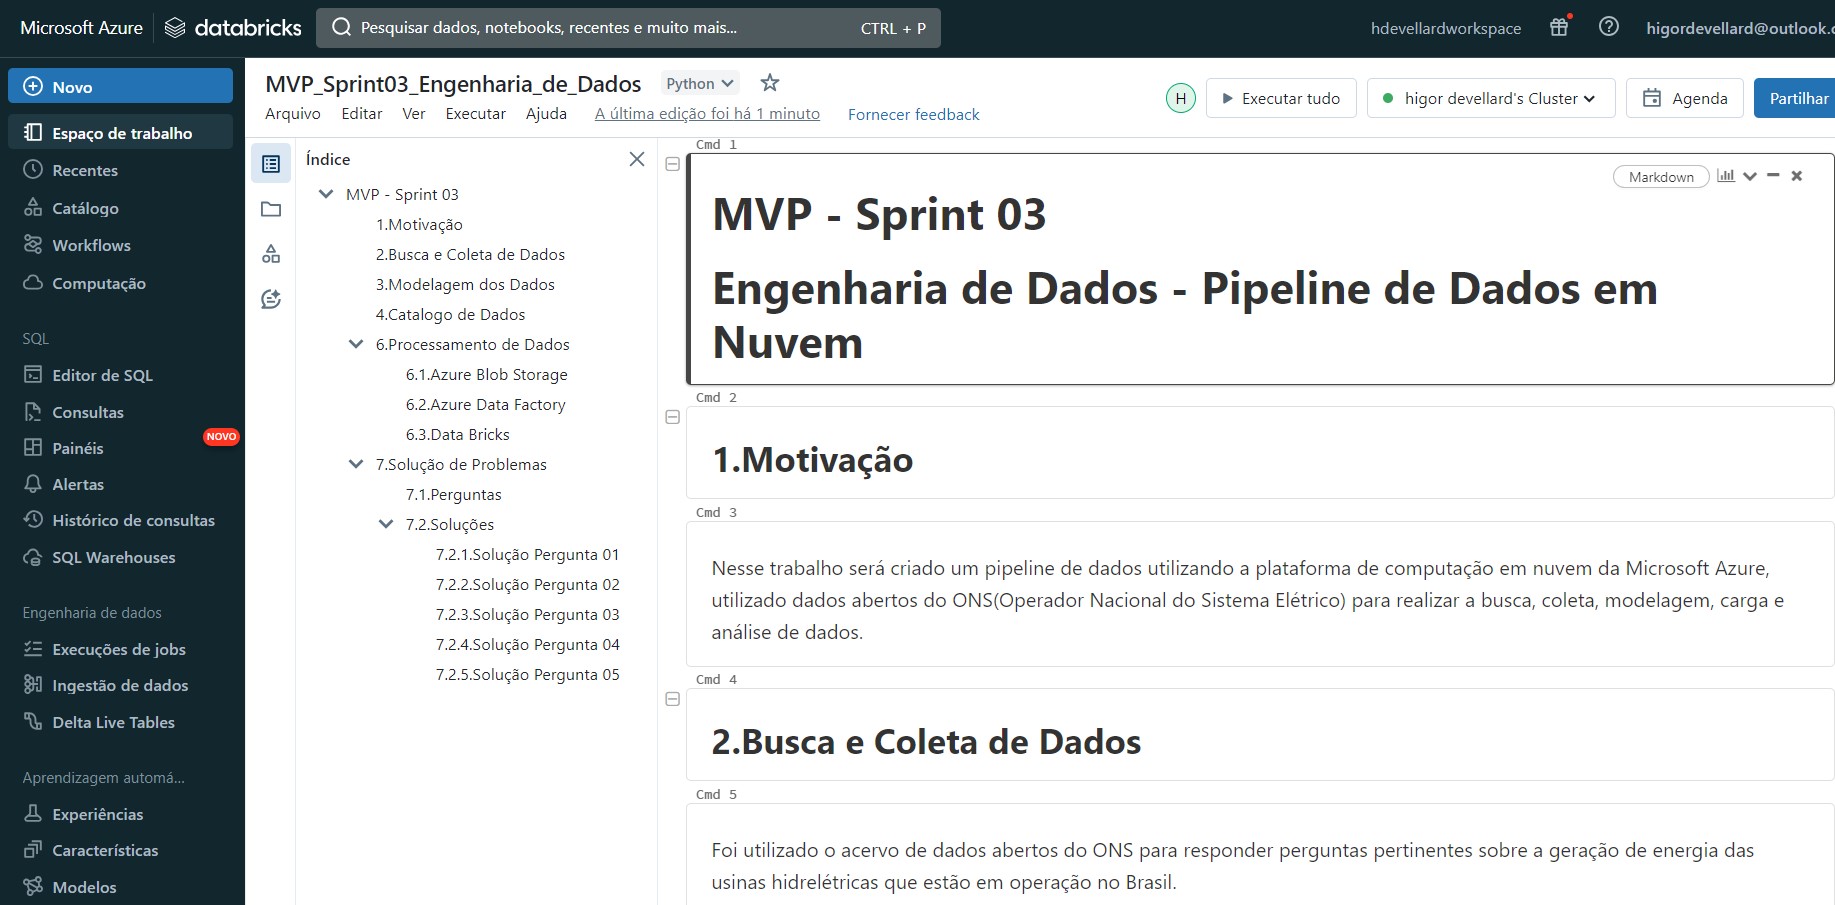 Microsoft Azure databricks Pesquisar dados, notebooks, recentes e muito mais... CTRL + P hdevellardworkspace higordevellard@outlook.
Novo
Espaço de trabalho
Recentes
Catálogo
Workflows
Computação
SQL
Editor de SQL
Consultas
NOVO
Painéis
Alertas
Histórico de consultas
SQL Warehouses
Engenharia de dados
Execuções de jobs
Ingestão de dados
Delta Live Tables
Aprendizagem automá...
Experiências
Características
Modelos
MVP_Sprint03_Engenharia_de_Dados Python
Arquivo Editar Ver Executar Ajuda A última edição foi há 1 minuto Fornecer feedback
H Executar tudo higor devellard's Cluster Agenda Partilhar
Índice
MVP - Sprint 03
1.Motivação
2.Busca e Coleta de Dados
3.Modelagem dos Dados
4.Catalogo de Dados
6.Processamento de Dados
6.1.Azure Blob Storage
6.2.Azure Data Factory
6.3.Data Bricks
7.Solução de Problemas
7.1.Perguntas
7.2.Soluções
7.2.1.Solução Pergunta 01
7.2.2.Solução Pergunta 02
7.2.3.Solução Pergunta 03
7.2.4.Solução Pergunta 04
7.2.5.Solução Pergunta 05
Cmd 1
Markdown
MVP - Sprint 03
Engenharia de Dados - Pipeline de Dados em
Nuvem
Cmd 2
1.Motivação
Cmd 3
Nesse trabalho será criado um pipeline de dados utilizando a plataforma de computação em nuvem da Microsoft Azure,
utilizado dados abertos do ONS(Operador Nacional do Sistema Elétrico) para realizar a busca, coleta, modelagem, carga e
análise de dados.
Cmd 4
2.Busca e Coleta de Dados
Cmd 5
Foi utilizado o acervo de dados abertos do ONS para responder perguntas pertinentes sobre a geração de energia das
usinas hidrelétricas que estão em operação no Brasil.